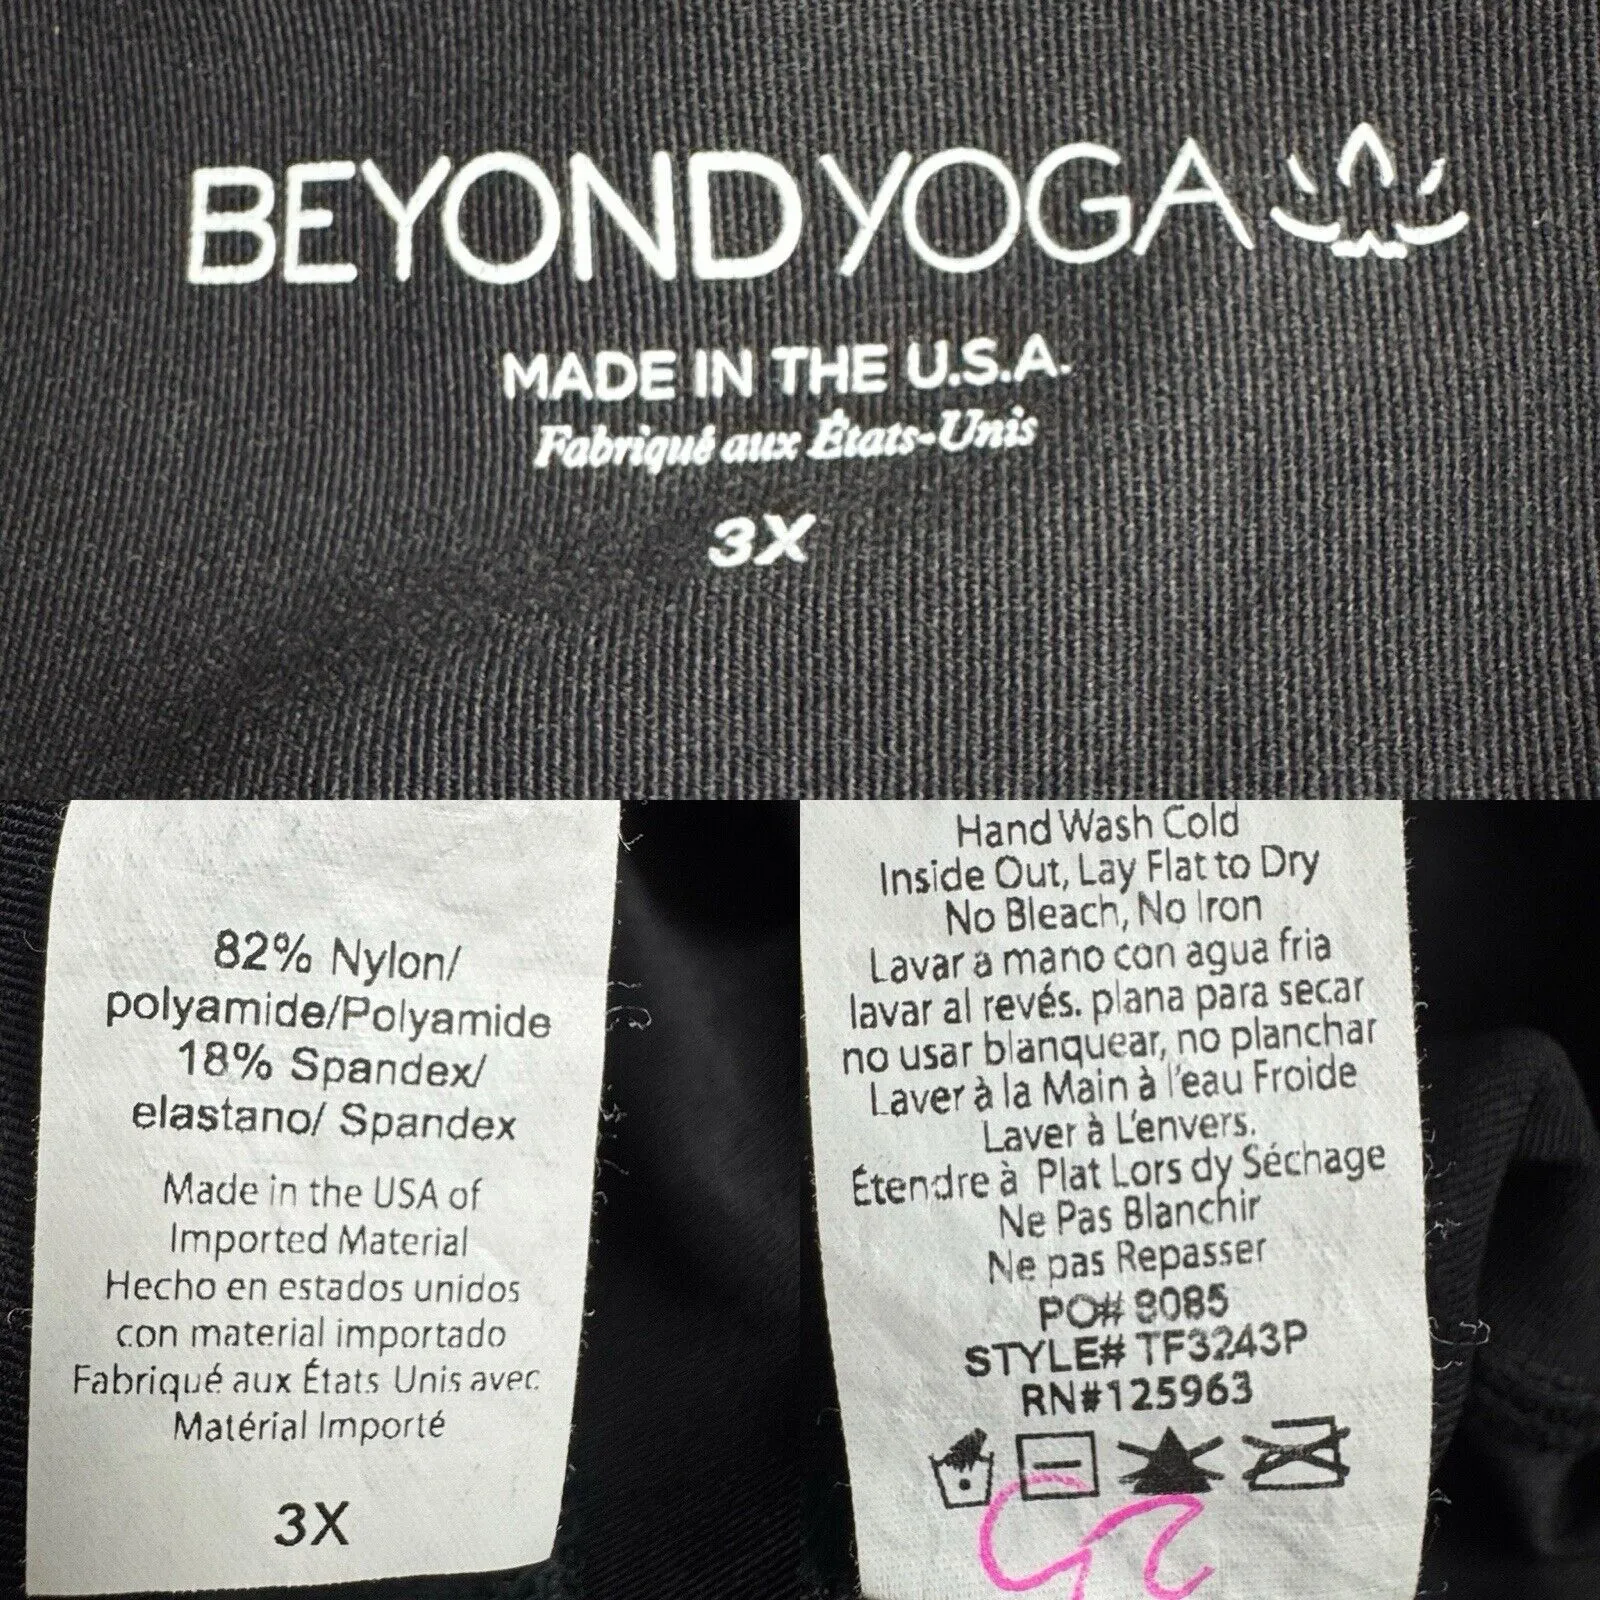 BEYOND YOGA
MADE IN THE U.S.A.
Fabriqué aux États-Unis
3X
82% Nylon/
polyamide/Polyamide
18% Spandex/
elastano/ Spandex
Made in the USA of
Imported Material
Hecho en estados unidos
con material importado
Fabriqué aux États Unis avec
Matérial Importé
3X
Hand Wash Cold
Inside Out, Lay Flat to Dry
No Bleach, No Iron
Lavar a mano con agua fria
lavar al revés. plana para secar
no usar blanquear, no planchar
Laver à la Main à l'eau Froide
Laver à L'envers.
Étendre à Plat Lors dy Séchage
Ne Pas Blanchir
Ne pas Repasser
PO# 8085
STYLE# TF3243P
RN#125963